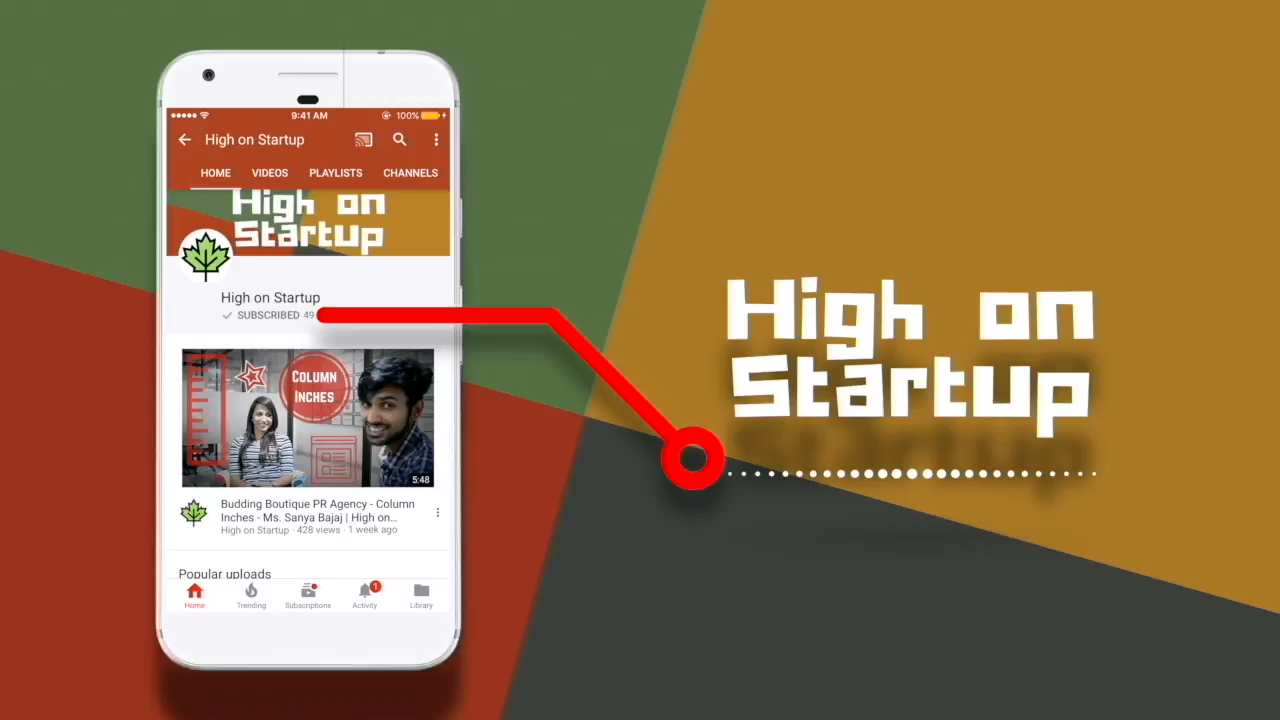 9:41 AM
100%
High on Startup
HOME VIDEOS PLAYLISTS CHANNELS
High on
Startup
High on Startup
SUBSCRIBED 49
COLUMN
INCHES
5:48
Budding Boutique PR Agency - Column
Inches - Ms. Sanya Bajaj | High on...
High on Startup · 428 views · 1 week ago
Popular uploads
1
Home Trending Subscriptions Activity Library
High on
Startup